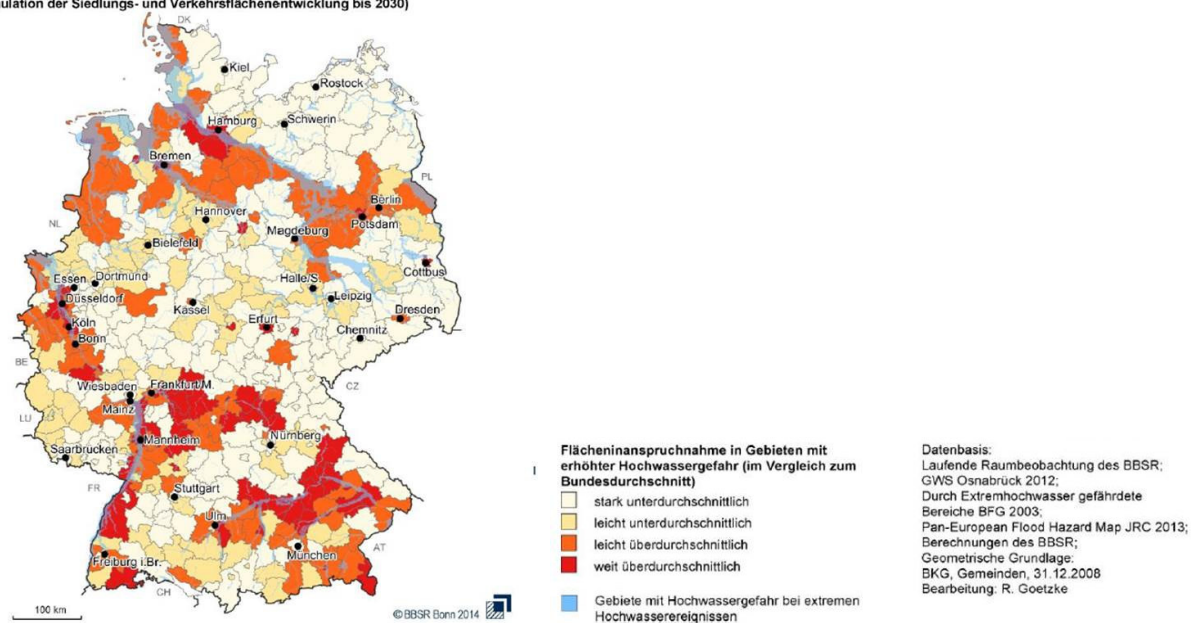 ulation der Siedlungs- und Verkehrsflächenentwicklung bis 2030)
DK
Kiel
Rostock
Hamburg
Schwerin
Bremen
PL
Berlin
NL
Hannover
Potsdam
Magdeburg
Bielefeld
Cottbus
Essen
Dortmund
Halle/S.
Düsseldorf
Leipzig
Kassel
Köln
Erfurt
Dresden
Bonn
Chemnitz
BE
Wiesbaden
Frankfurt/M.
CZ
Mainz
LU
Mannheim
Nürnberg
Saarbrücken
FR
Stuttgart
Ulm
AT
München
Freiburg i.Br.
CH
100 km
©BBSR Bonn 2014
Flächeninanspruchnahme in Gebieten mit
erhöhter Hochwassergefahr (im Vergleich zum
Bundesdurchschnitt)
stark unterdurchschnittlich
leicht unterdurchschnittlich
leicht überdurchschnittlich
weit überdurchschnittlich
Gebiete mit Hochwassergefahr bei extremen
Hochwasserereignissen
Datenbasis:
Laufende Raumbeobachtung des BBSR;
GWS Osnabrück 2012;
Durch Extremhochwasser gefährdete
Bereiche BFG 2003;
Pan-European Flood Hazard Map JRC 2013;
Berechnungen des BBSR;
Geometrische Grundlage:
BKG, Gemeinden, 31.12.2008
Bearbeitung: R. Goetzke